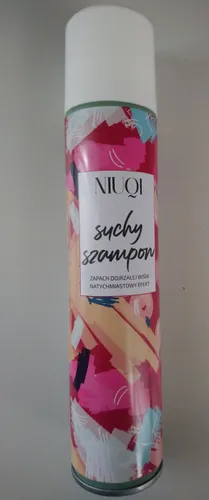 NIUQI
suchy
szampon
ZAPACH DOJRZAŁEJ WIŚNI
NATYCHMIASTOWY EFEKT